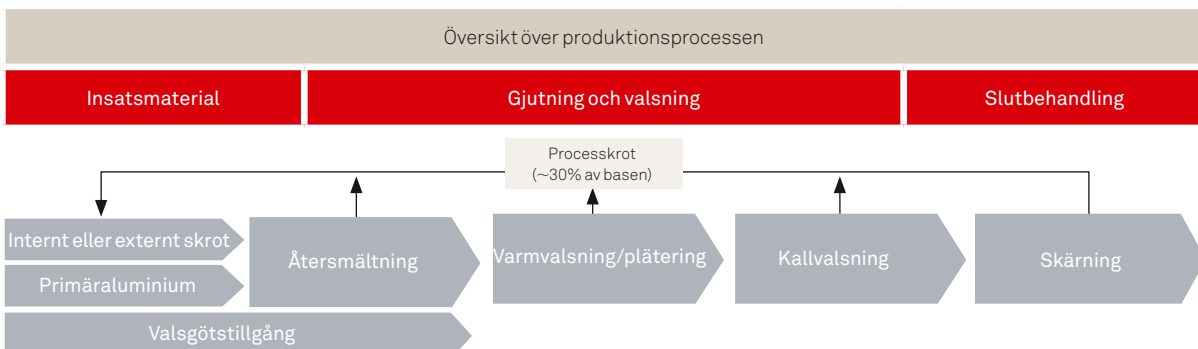 Översikt över produktionsprocessen
Insatsmaterial
Gjutning och valsning
Slutbehandling
Processkrot
(~30% av basen)
Internt eller externt skrot
Primäraluminium
Valsgötstillgång
Återsmältning
Varmvalsning/plätering
Kallvalsning
Skärning